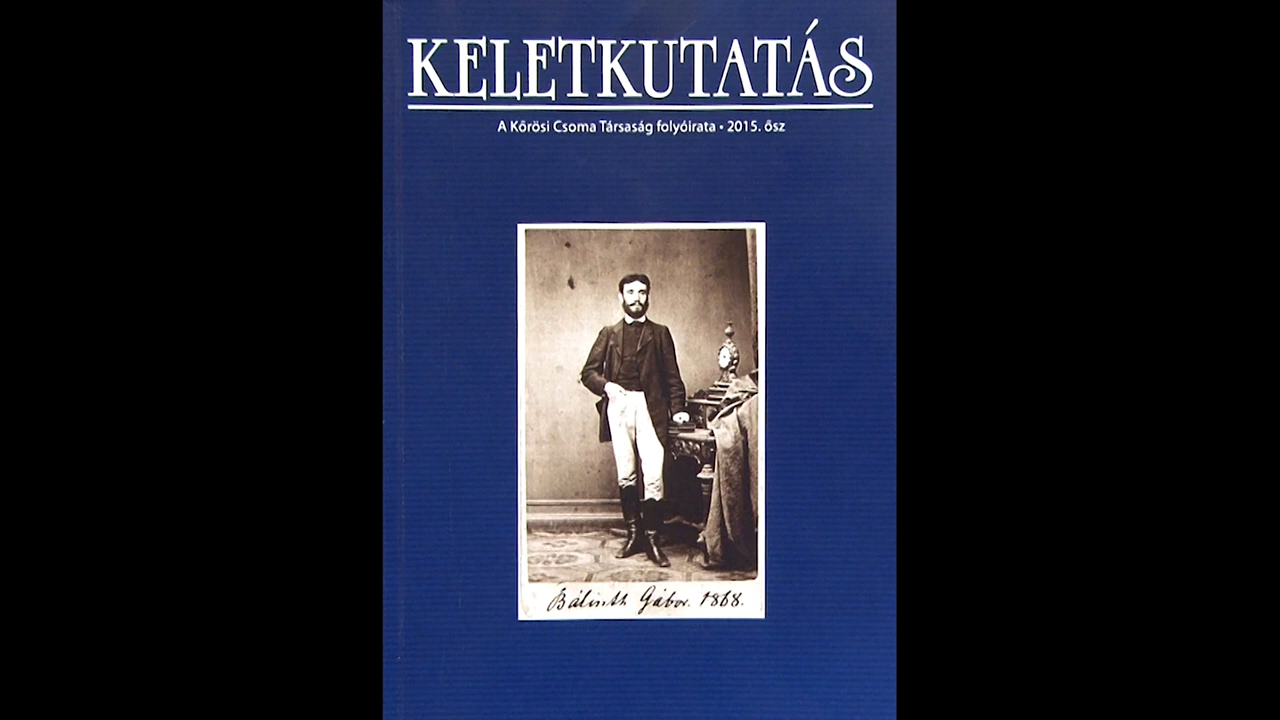 KELETKUTATÁS
A Kőrösi Csoma Társaság folyóirata • 2015. ősz
Bálinth Gábor. 1868.